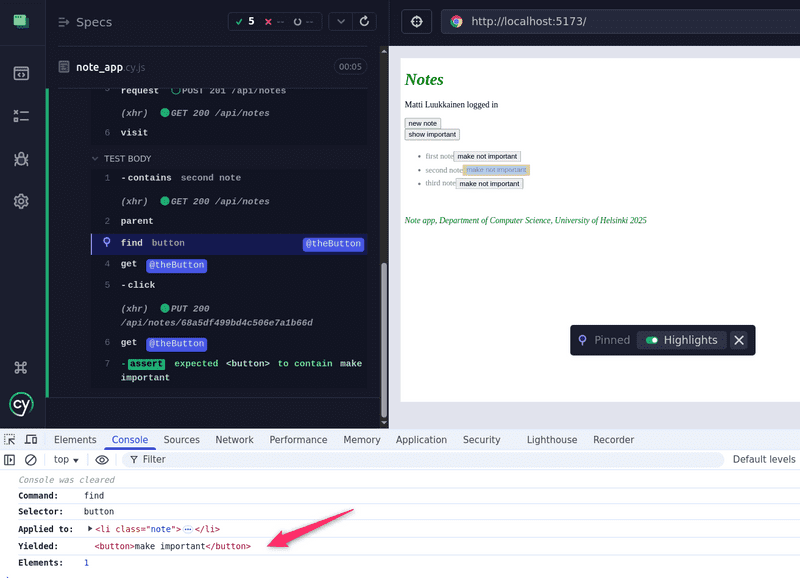 Specs
5 -- --
http://localhost:5173/
note_app.cy.js
00:05
request POST 201 /api/notes
(xhr) GET 200 /api/notes
6 visit
TEST BODY
1 -contains second note
(xhr) GET 200 /api/notes
2 parent
find button @theButton
4 get @theButton
5 -click
(xhr) PUT 200
/api/notes/68a5df499bd4c506e7a1b66d
6 get @theButton
7 -assert expected <button> to contain make
important
cy
Notes
Matti Luukkainen logged in
new note
show important
first note make not important
second note make not important
third note make not important
Note app, Department of Computer Science, University of Helsinki 2025
Pinned Highlights
Elements Console Sources Network Performance Memory Application Security Lighthouse Recorder
top Filter Default levels
Console was cleared
Command: find
Selector: button
Applied to: <li class="note">…</li>
Yielded: <button>make important</button>
Elements: 1